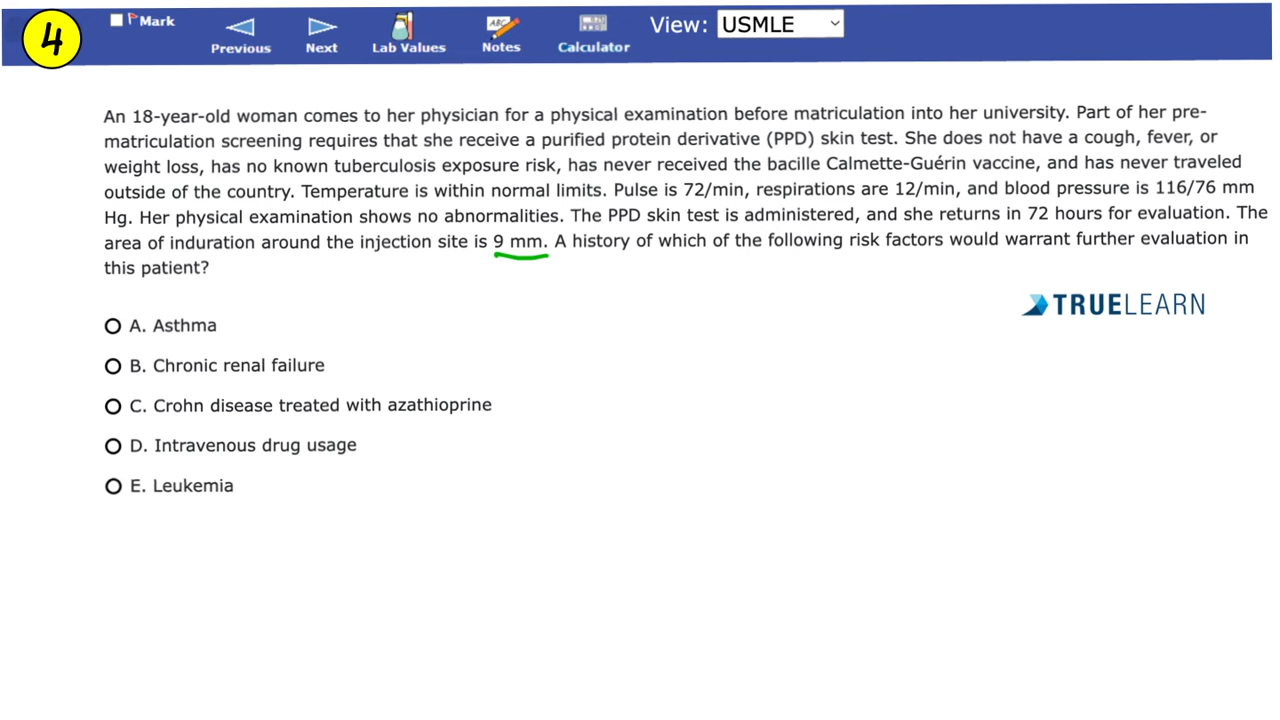 4
Mark
Previous
Next
Lab Values
ABC
Notes
Calculator
View: USMLE
An 18-year-old woman comes to her physician for a physical examination before matriculation into her university. Part of her pre-
matriculation screening requires that she receive a purified protein derivative (PPD) skin test. She does not have a cough, fever, or
weight loss, has no known tuberculosis exposure risk, has never received the bacille Calmette-Guérin vaccine, and has never traveled
outside of the country. Temperature is within normal limits. Pulse is 72/min, respirations are 12/min, and blood pressure is 116/76 mm
Hg. Her physical examination shows no abnormalities. The PPD skin test is administered, and she returns in 72 hours for evaluation. The
area of induration around the injection site is 9 mm. A history of which of the following risk factors would warrant further evaluation in
this patient?
TRUELEARN
A. Asthma
B. Chronic renal failure
C. Crohn disease treated with azathioprine
D. Intravenous drug usage
E. Leukemia